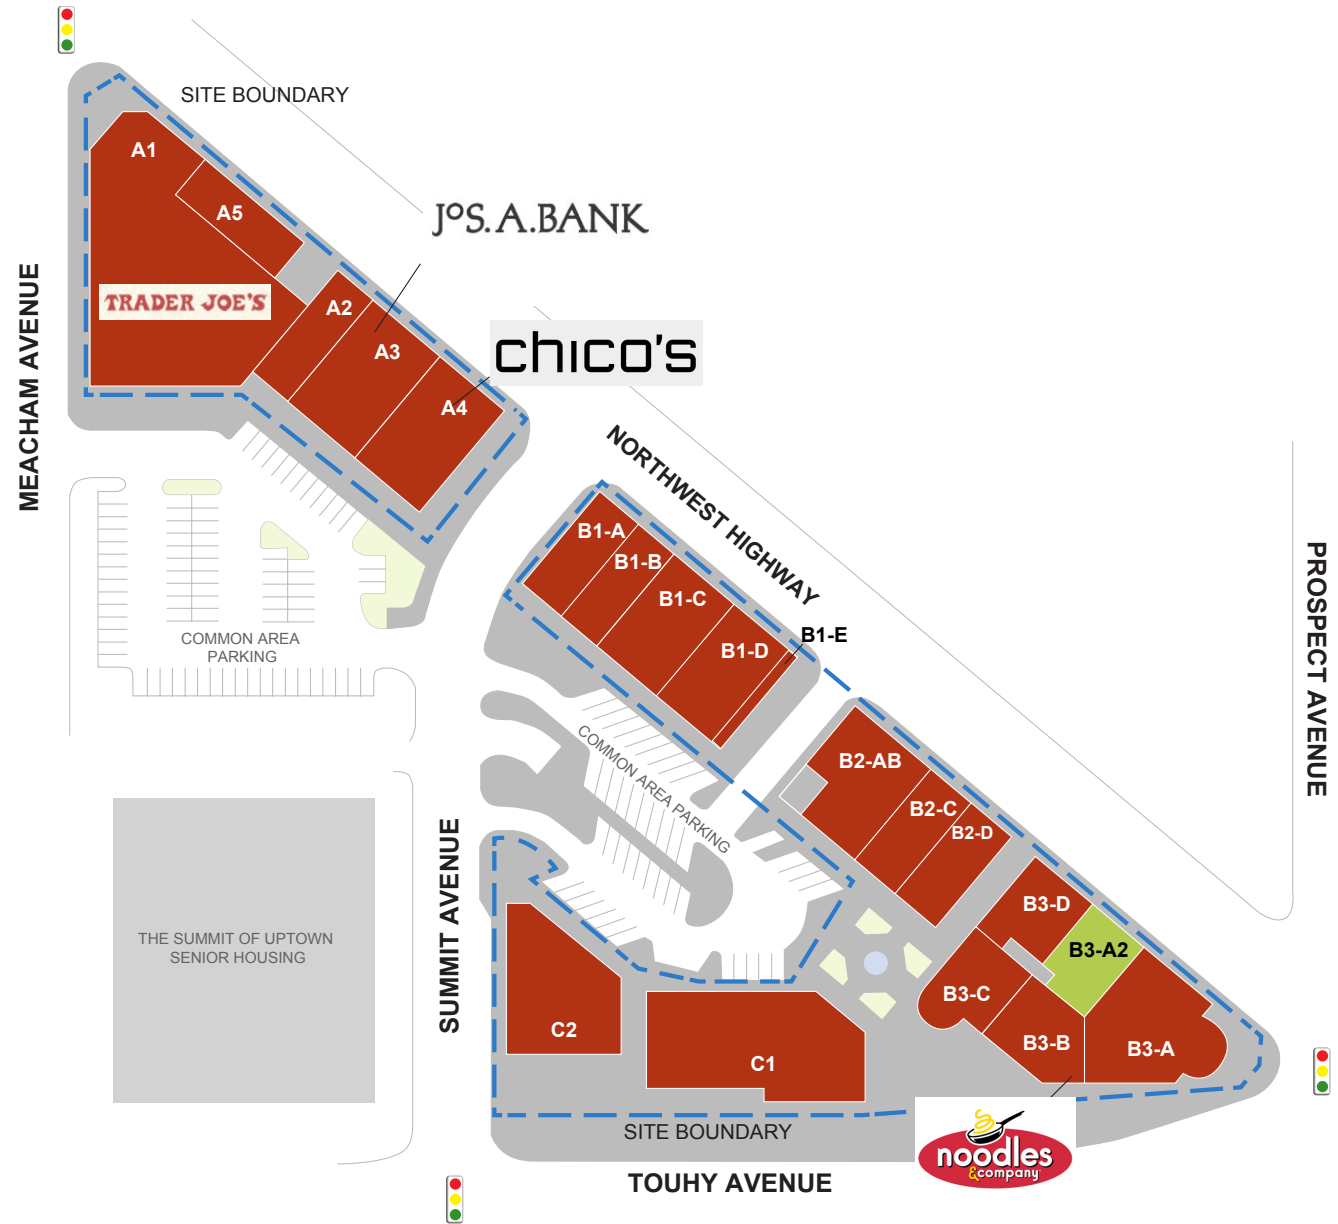 SITE BOUNDARY
A1
A5
JOS. A. BANK
TRADER JOE'S
A2
A3
chico's
A4
MEACHAM AVENUE
NORTHWEST HIGHWAY
B1-A
B1-B
B1-C
B1-D
B1-E
PROSPECT AVENUE
COMMON AREA
PARKING
COMMON AREA PARKING
B2-AB
B2-C
B2-D
SUMMIT AVENUE
THE SUMMIT OF UPTOWN
SENIOR HOUSING
B3-D
B3-A2
B3-C
B3-B
B3-A
C2
C1
SITE BOUNDARY
noodles
&company
TOUHY AVENUE